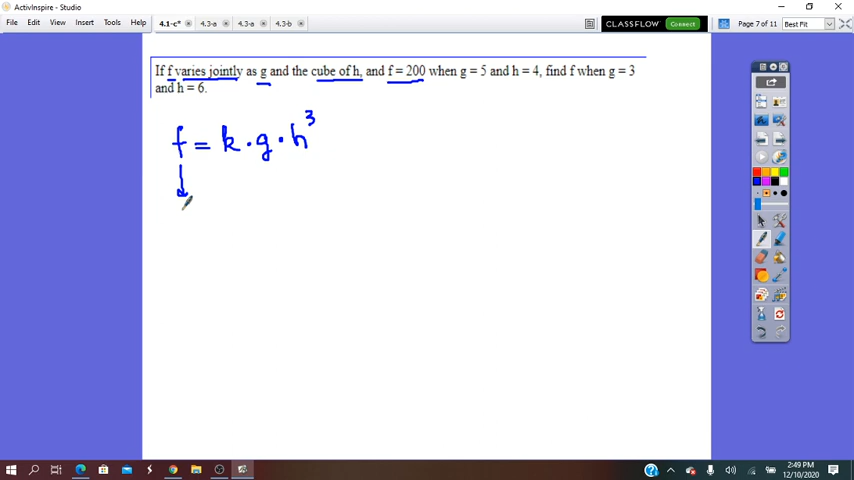 ActivInspire - Studio
File Edit View Insert Tools Help
4.1-c* 4.3-a 4.3-a 4.3-b
CLASSFLOW Connect
Page 7 of 11
Best Fit
If f varies jointly as g and the cube of h, and f = 200 when g = 5 and h = 4, find f when g = 3
and h = 6.
f = k · g · h³
2:49 PM
12/10/2020